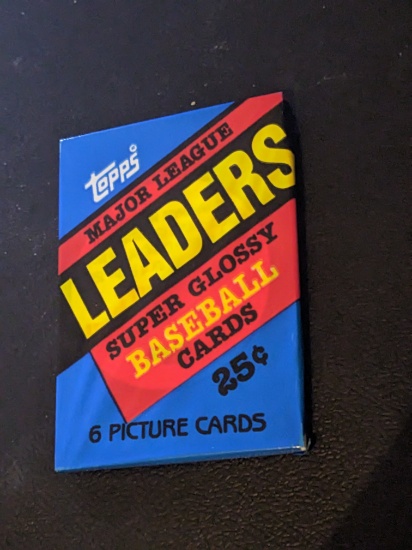 Topps©
MAJOR LEAGUE
LEADERS
SUPER GLOSSY
BASEBALL
CARDS
25¢
6 PICTURE CARDS